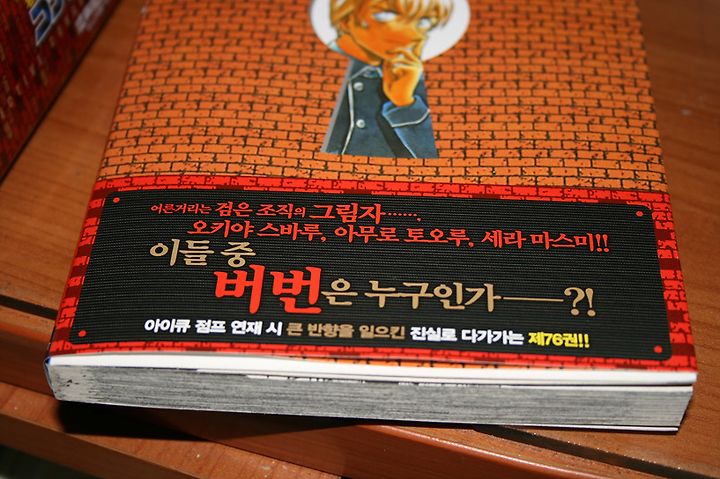 어른거리는 검은 조직의 그림자…….
오키야 스바루, 아무로 토오루, 세라 마스미!!
이들 중
버번은 누구인가──?!
아이큐 점프 연재 시 큰 반향을 일으킨 진실로 다가가는 제76권!!